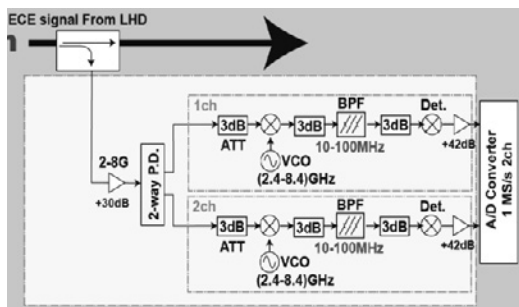 ECE signal From LHD
1ch
3dB
3dB
BPF
3dB
Det.
ATT
10-100MHz
+42dB
VCO
(2.4-8.4)GHz
2-8G
+30dB
2-way P.D.
2ch
3dB
3dB
BPF
3dB
Det.
ATT
10-100MHz
+42dB
VCO
(2.4-8.4)GHz
A/D Converter
1 MS/s 2ch